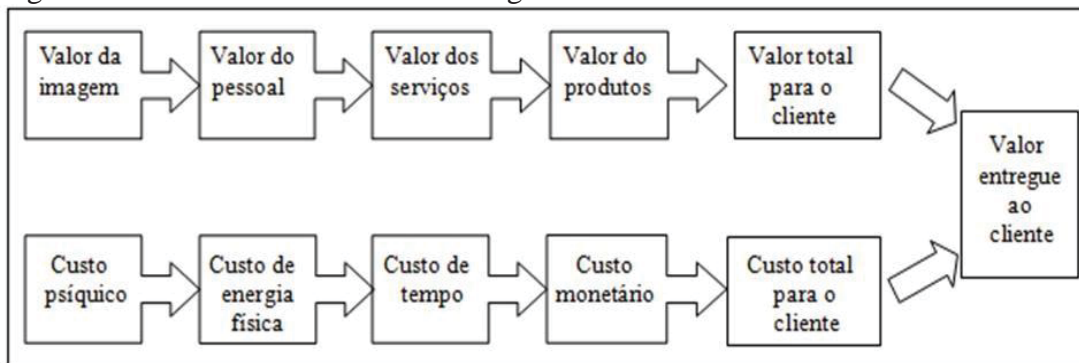 Valor da
imagem
Valor do
pessoal
Valor dos
serviços
Valor do
produtos
Valor total
para o
cliente
Valor
entregue
ao
cliente
Custo
psíquico
Custo de
energia
física
Custo de
tempo
Custo
monetário
Custo total
para o
cliente